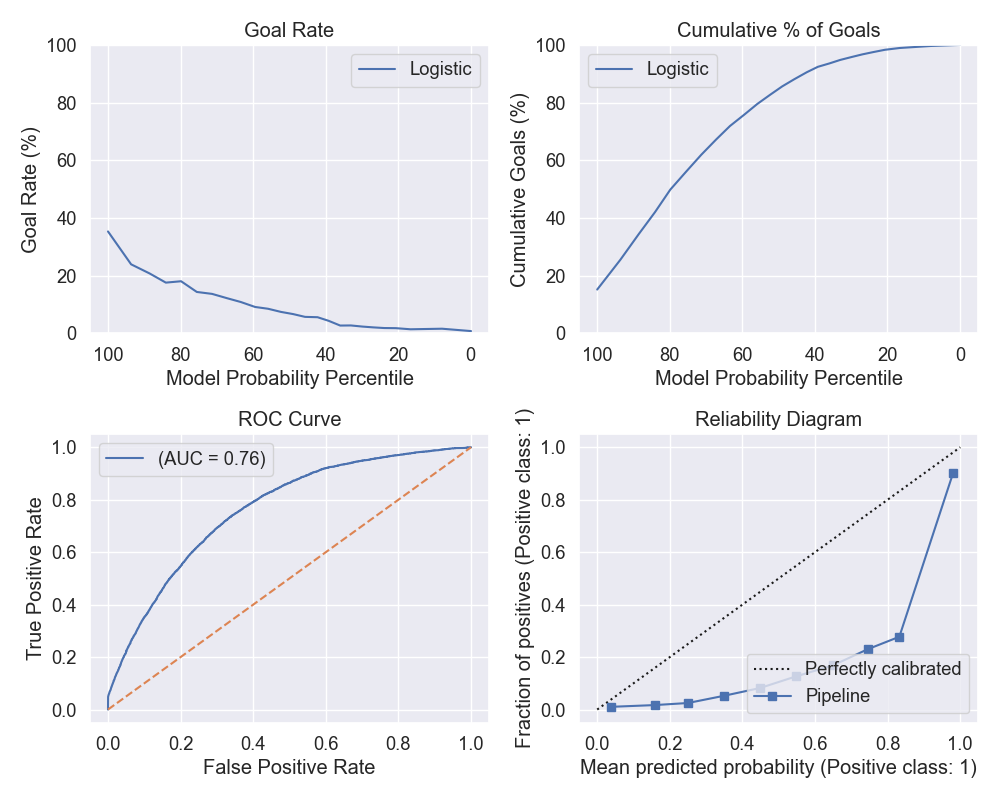 Goal Rate
100
80
60
40
20
0
Goal Rate (%)
Logistic
100 80 60 40 20 0
Model Probability Percentile
Cumulative % of Goals
100
80
60
40
20
0
Cumulative Goals (%)
Logistic
100 80 60 40 20 0
Model Probability Percentile
ROC Curve
1.0
0.8
0.6
0.4
0.2
0.0
True Positive Rate
(AUC = 0.76)
0.0 0.2 0.4 0.6 0.8 1.0
False Positive Rate
Reliability Diagram
1.0
0.8
0.6
0.4
0.2
0.0
Fraction of positives (Positive class: 1)
Perfectly calibrated
Pipeline
0.0 0.2 0.4 0.6 0.8 1.0
Mean predicted probability (Positive class: 1)